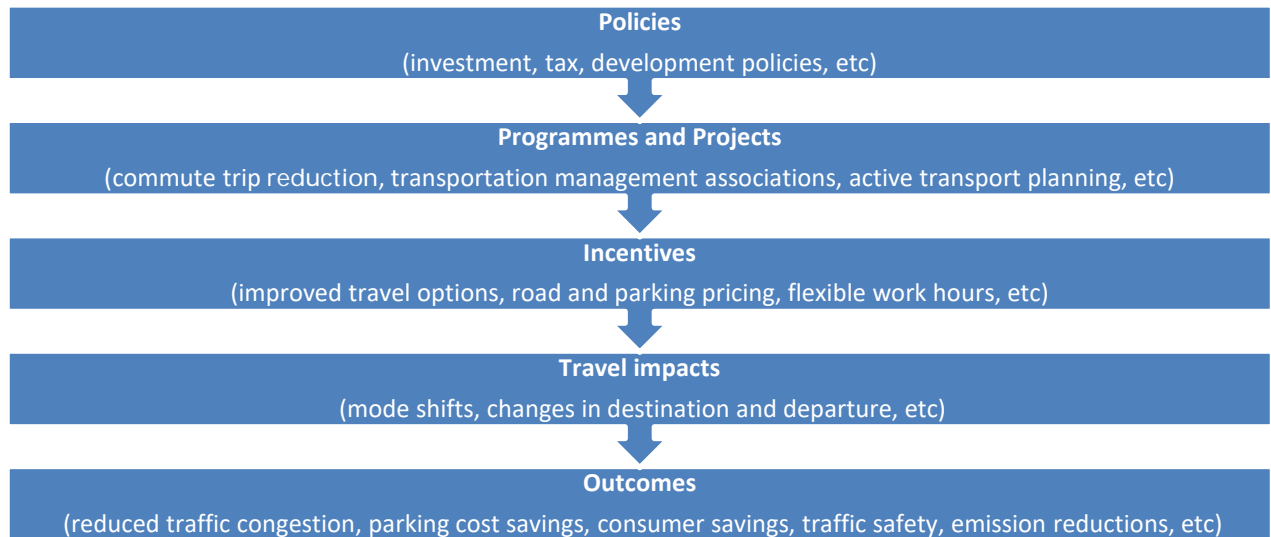 Policies
(investment, tax, development policies, etc)
Programmes and Projects
(commute trip reduction, transportation management associations, active transport planning, etc)
Incentives
(improved travel options, road and parking pricing, flexible work hours, etc)
Travel impacts
(mode shifts, changes in destination and departure, etc)
Outcomes
(reduced traffic congestion, parking cost savings, consumer savings, traffic safety, emission reductions, etc)